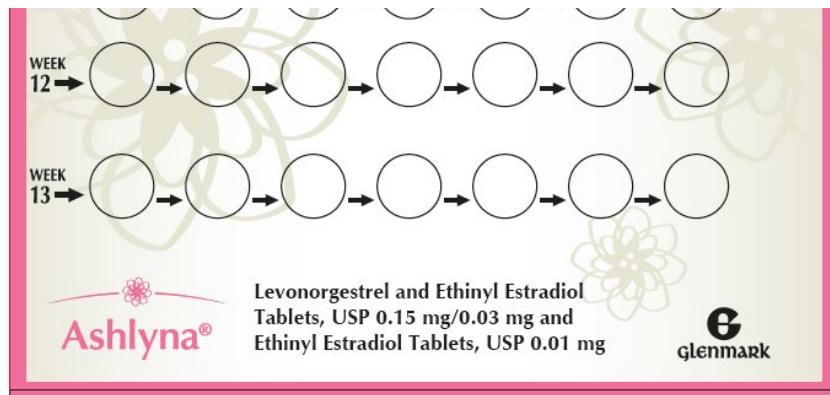 WEEK
12
WEEK
13
Levonorgestrel and Ethinyl Estradiol
Tablets, USP 0.15 mg/0.03 mg and
Ethinyl Estradiol Tablets, USP 0.01 mg
Ashlyna®
glenmark